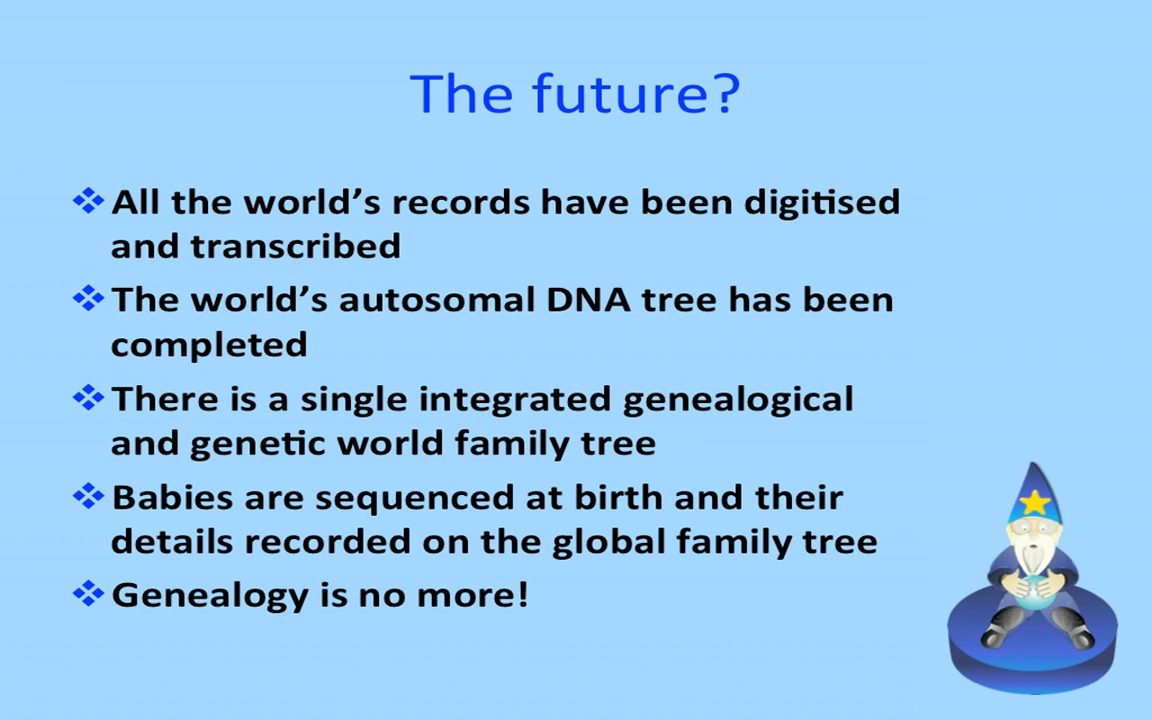 The future?
All the world’s records have been digitised
and transcribed
The world’s autosomal DNA tree has been
completed
There is a single integrated genealogical
and genetic world family tree
Babies are sequenced at birth and their
details recorded on the global family tree
Genealogy is no more!